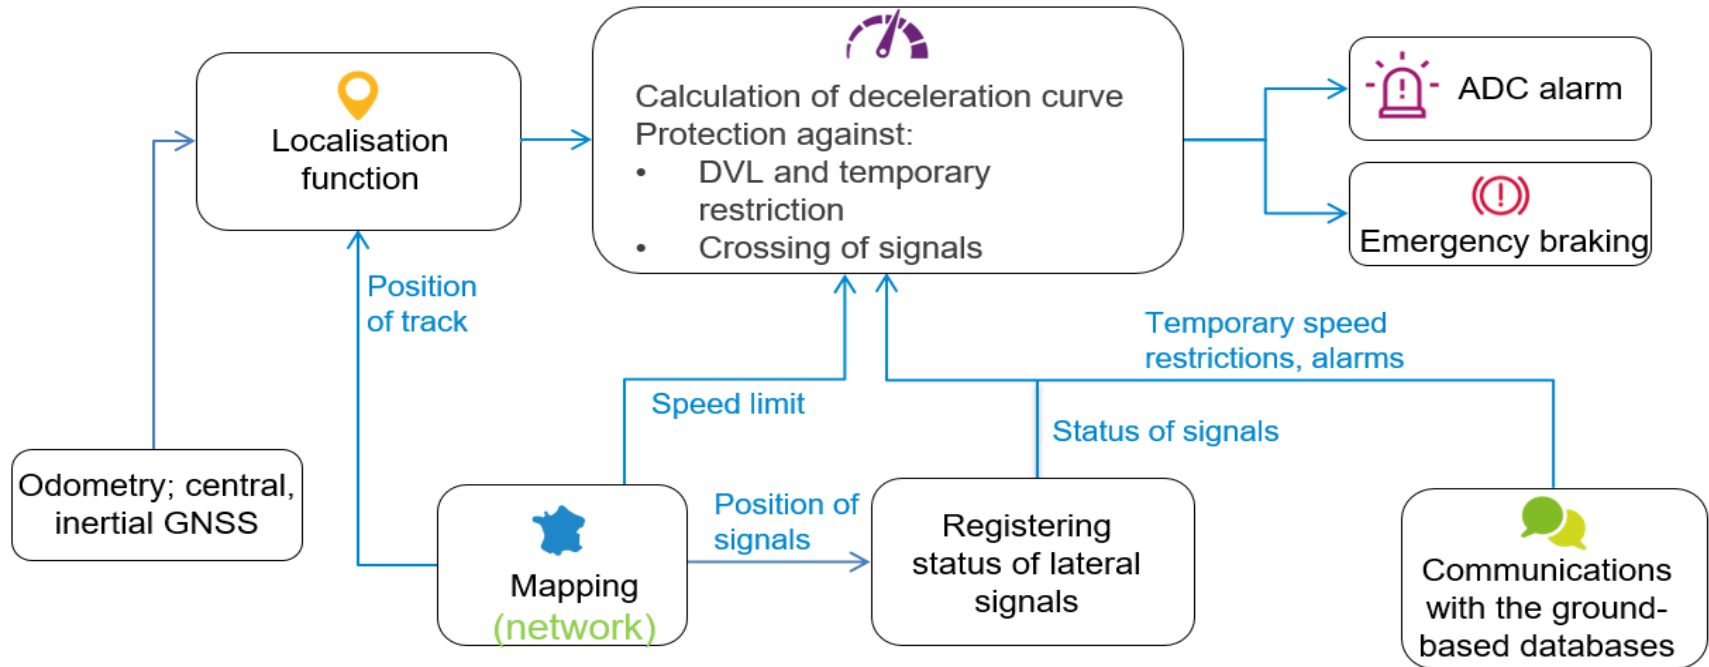 Localisation
function
Calculation of deceleration curve
Protection against:
• DVL and temporary
restriction
• Crossing of signals
ADC alarm
Emergency braking
Position
of track
Temporary speed
restrictions, alarms
Speed limit
Status of signals
Odometry; central,
inertial GNSS
Mapping
(network)
Position of
signals
Registering
status of lateral
signals
Communications
with the ground-
based databases